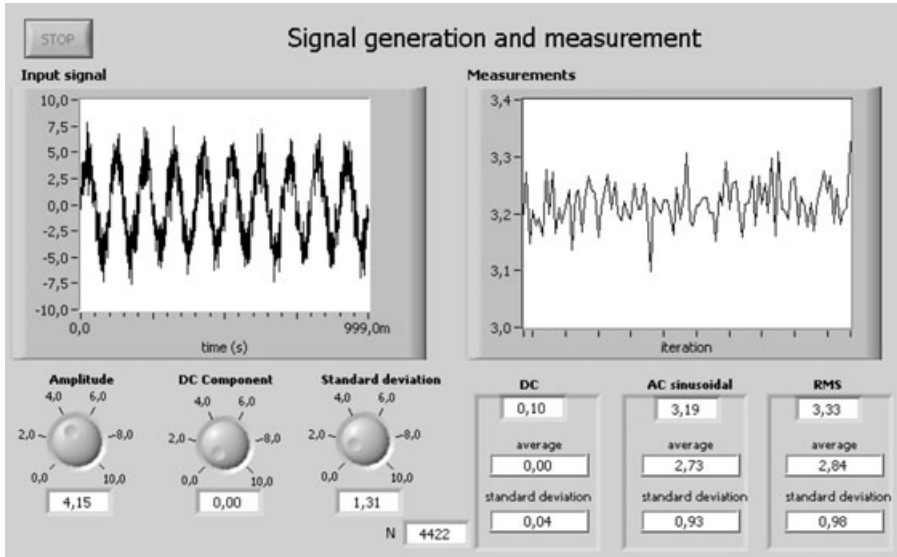 STOP
Signal generation and measurement
Input signal
10,0
7,5
5,0
2,5
0,0
-2,5
-5,0
-7,5
-10,0
0,0
999,0m
time (s)
Measurements
3,4
3,3
3,2
3,1
3,0
iteration
Amplitude
4,0 6,0
2,0 8,0
0,0 10,0
4,15
DC Component
4,0 6,0
2,0 8,0
0,0 10,0
0,00
Standard deviation
4,0 6,0
2,0 8,0
0,0 10,0
1,31
N 4422
DC
0,10
average
0,00
standard deviation
0,04
AC sinusoidal
3,19
average
2,73
standard deviation
0,93
RMS
3,33
average
2,84
standard deviation
0,98